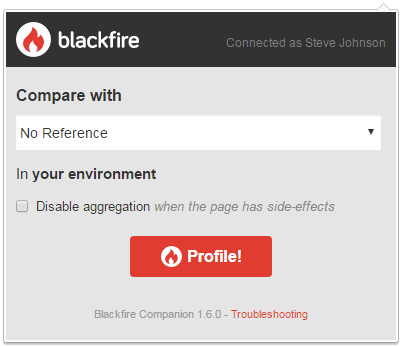 blackfire
Connected as Steve Johnson
Compare with
No Reference
In your environment
Disable aggregation when the page has side-effects
Profile!
Blackfire Companion 1.6.0 - Troubleshooting